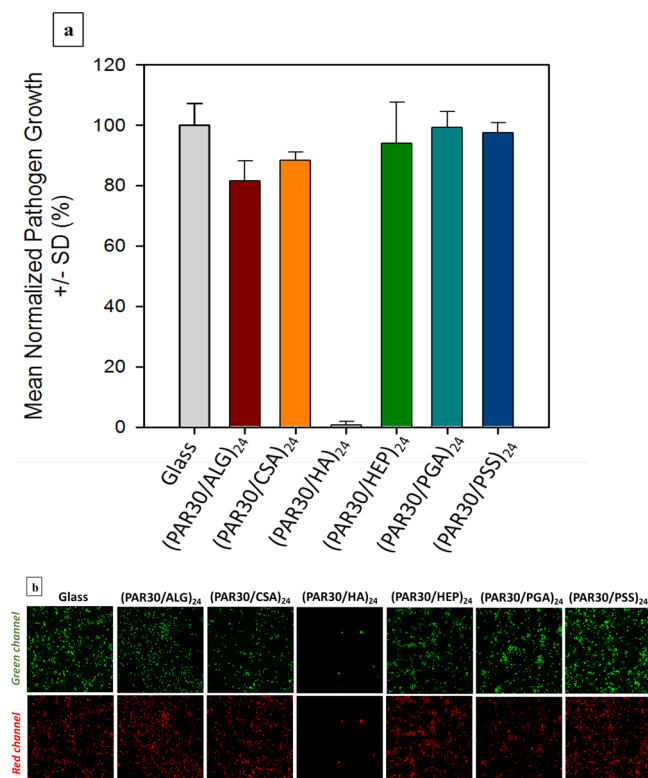 a
120
100
80
60
40
20
0
Mean Normalized Pathogen Growth
+/- SD (%)
Glass
(PAR30/ALG)24
(PAR30/CSA)24
(PAR30/HA)24
(PAR30/HEP)24
(PAR30/PGA)24
(PAR30/PSS)24
b
Glass (PAR30/ALG)24 (PAR30/CSA)24 (PAR30/HA)24 (PAR30/HEP)24 (PAR30/PGA)24 (PAR30/PSS)24
Green channel
Red channel